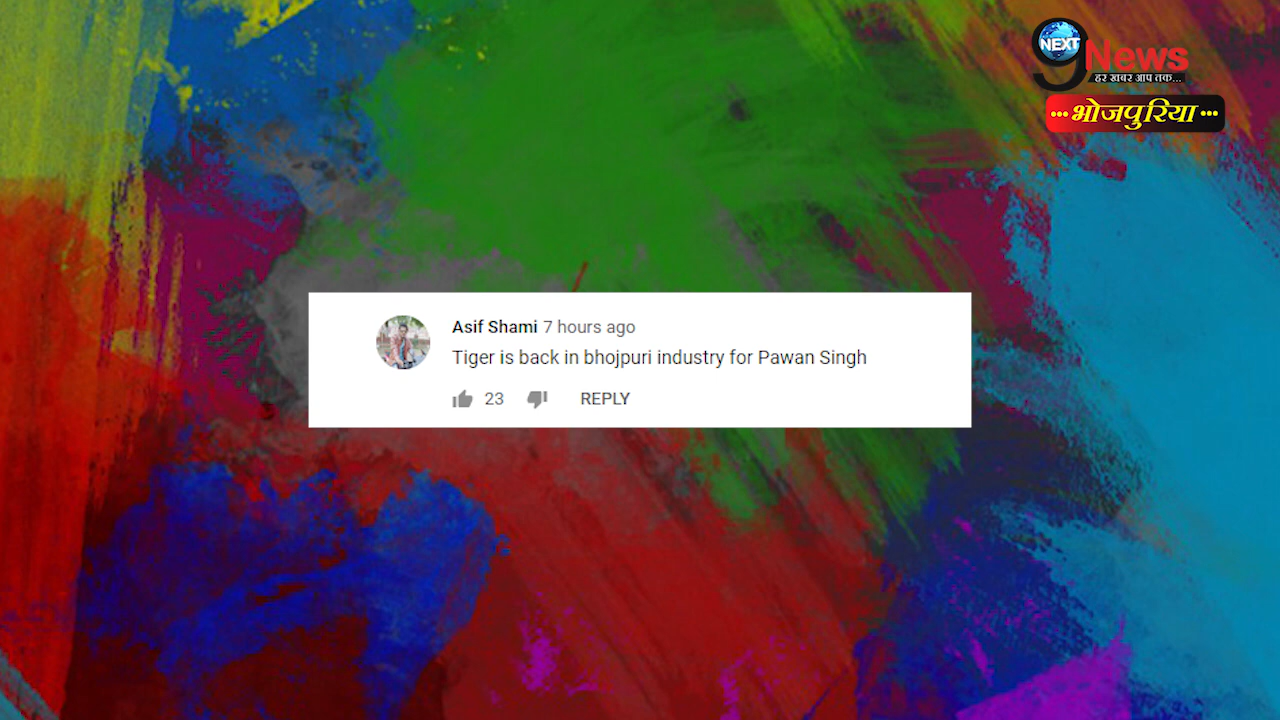 NEXT
9 News
हर खबर आप तक...
•••भोजपुरिया•••
Asif Shami 7 hours ago
Tiger is back in bhojpuri industry for Pawan Singh
23 REPLY